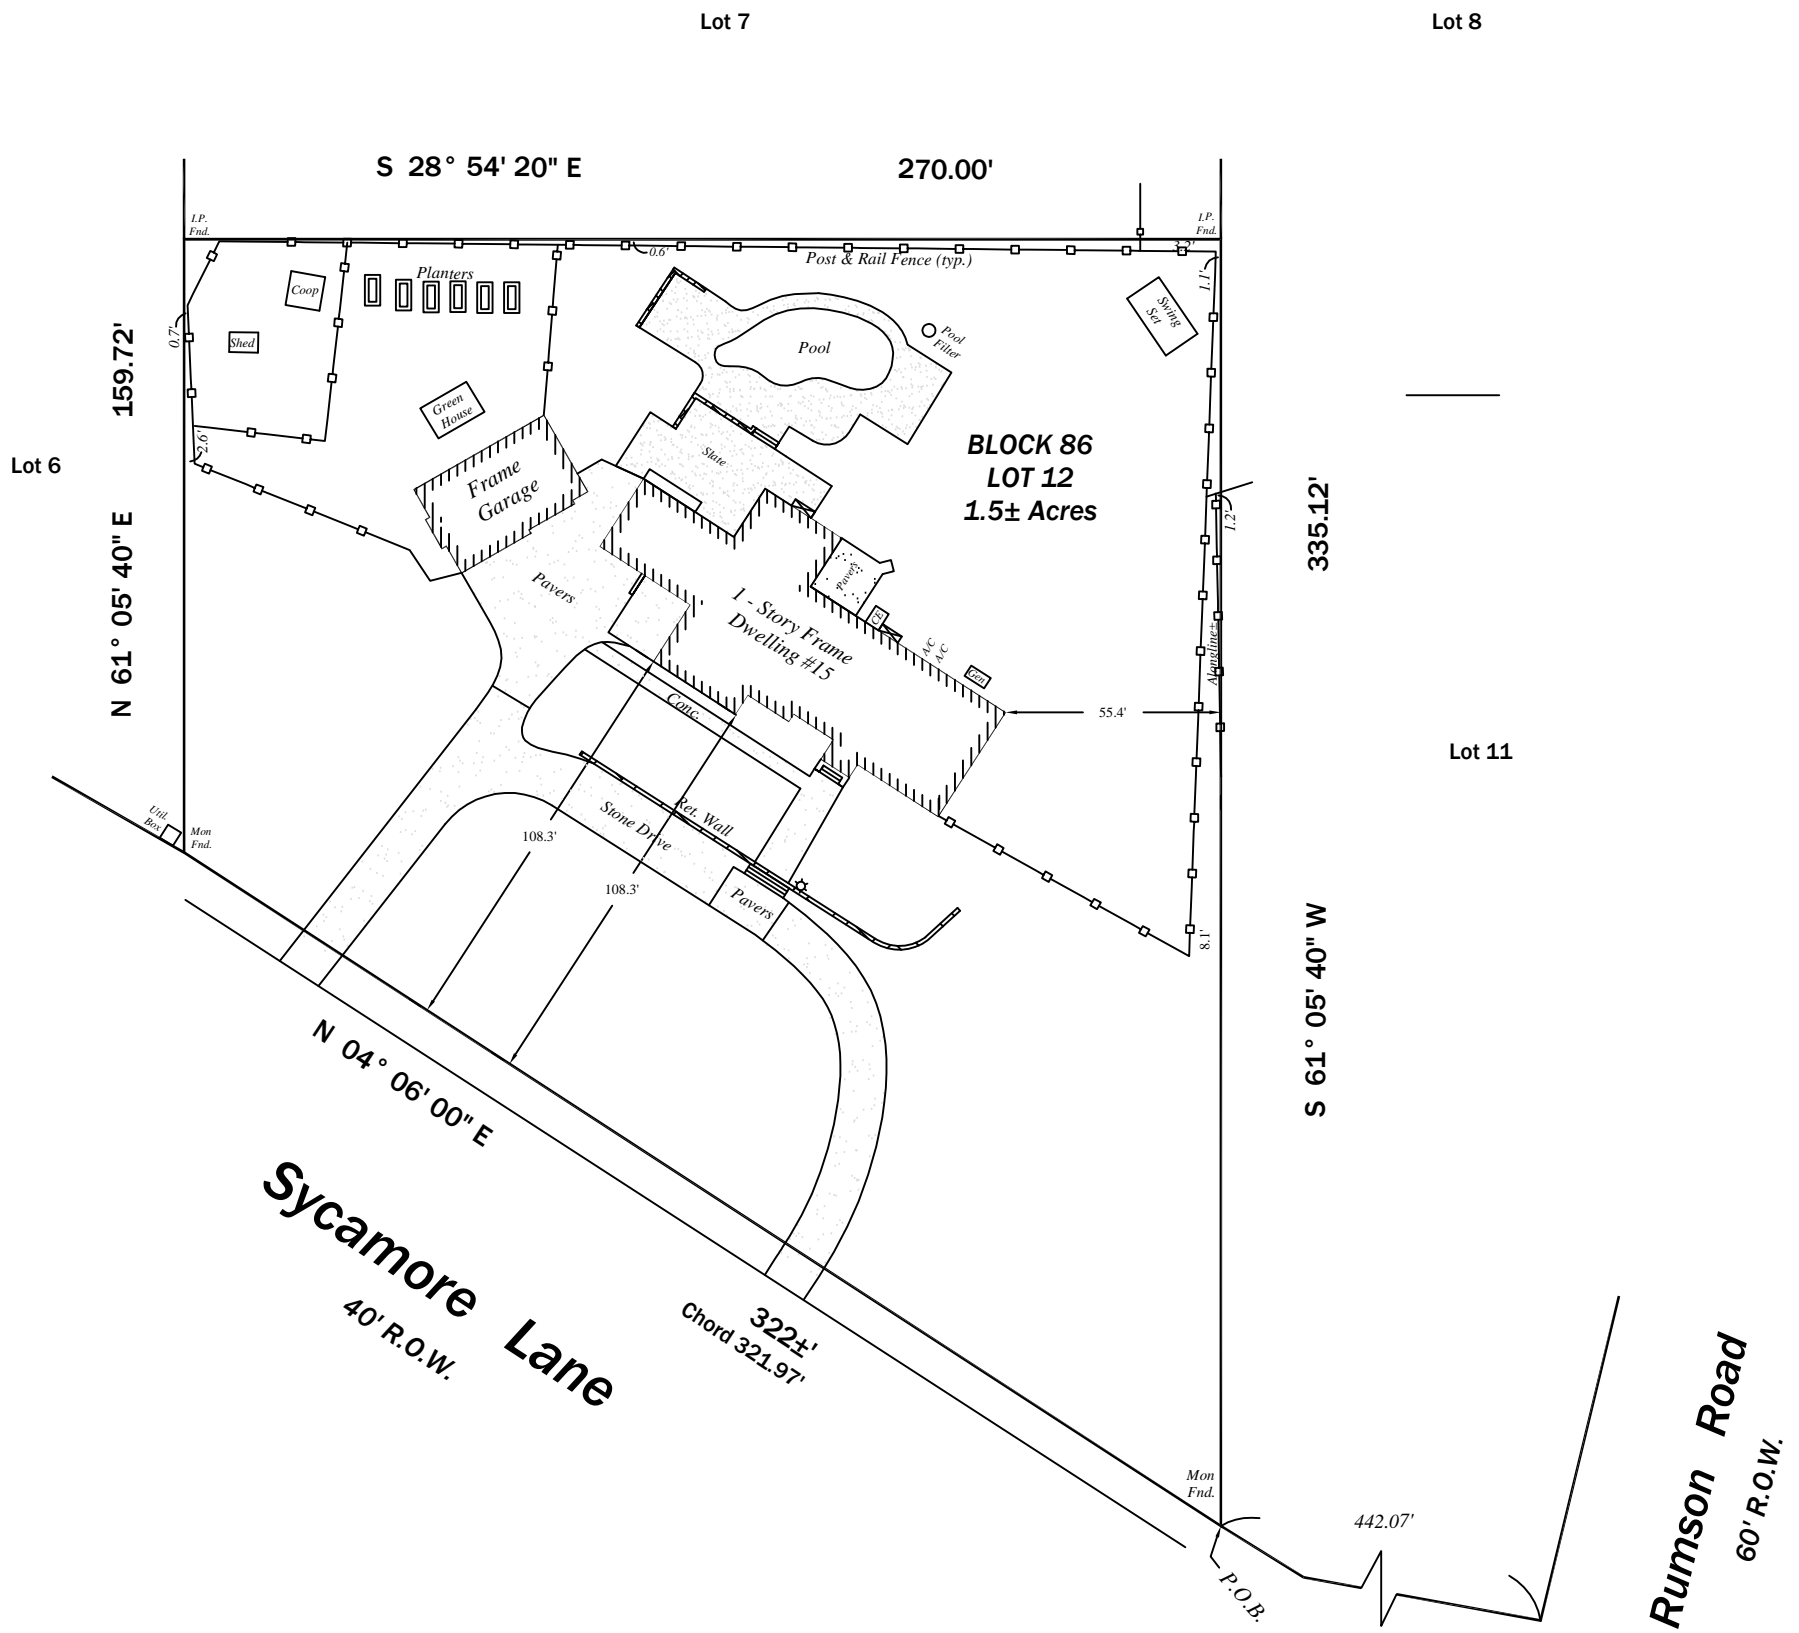 Lot 7
Lot 8
S 28° 54' 20" E
270.00'
I.P.
Fnd.
I.P.
Fnd.
0.6'
Post & Rail Fence (typ.)
3.2'
1.1'
Planters
Coop
Shed
0.7'
2.6'
159.72'
N 61° 05' 40" E
Lot 6
Green
House
Frame
Garage
Pool
Pool
Filter
Swing
Set
Slate
BLOCK 86
LOT 12
1.5± Acres
1.2'
335.12'
S 61° 05' 40" W
Pavers
Pavers
CE
1 - Story Frame
Dwelling #15
A/C
A/C
Gen
55.4'
Alongline±
Lot 11
Conc.
Util.
Box
Mon
Fnd.
Stone Drive
Ret. Wall
108.3'
108.3'
Pavers
8.1'
N 04° 06' 00" E
Sycamore Lane
40' R.O.W.
322±'
Chord 321.97'
Mon
Fnd.
442.07'
P.O.B.
Rumson Road
60' R.O.W.